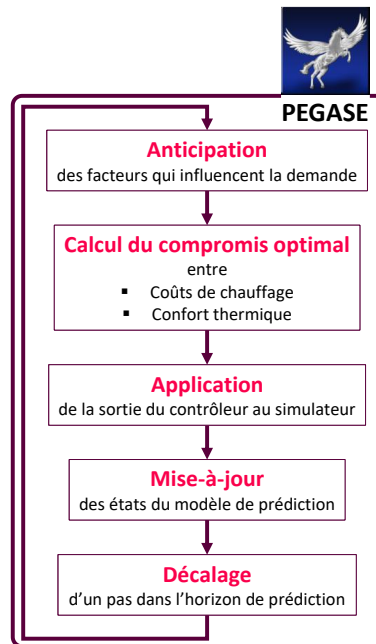 PEGASE
Anticipation
des facteurs qui influencent la demande
Calcul du compromis optimal
entre
▪ Coûts de chauffage
▪ Confort thermique
Application
de la sortie du contrôleur au simulateur
Mise-à-jour
des états du modèle de prédiction
Décalage
d’un pas dans l’horizon de prédiction